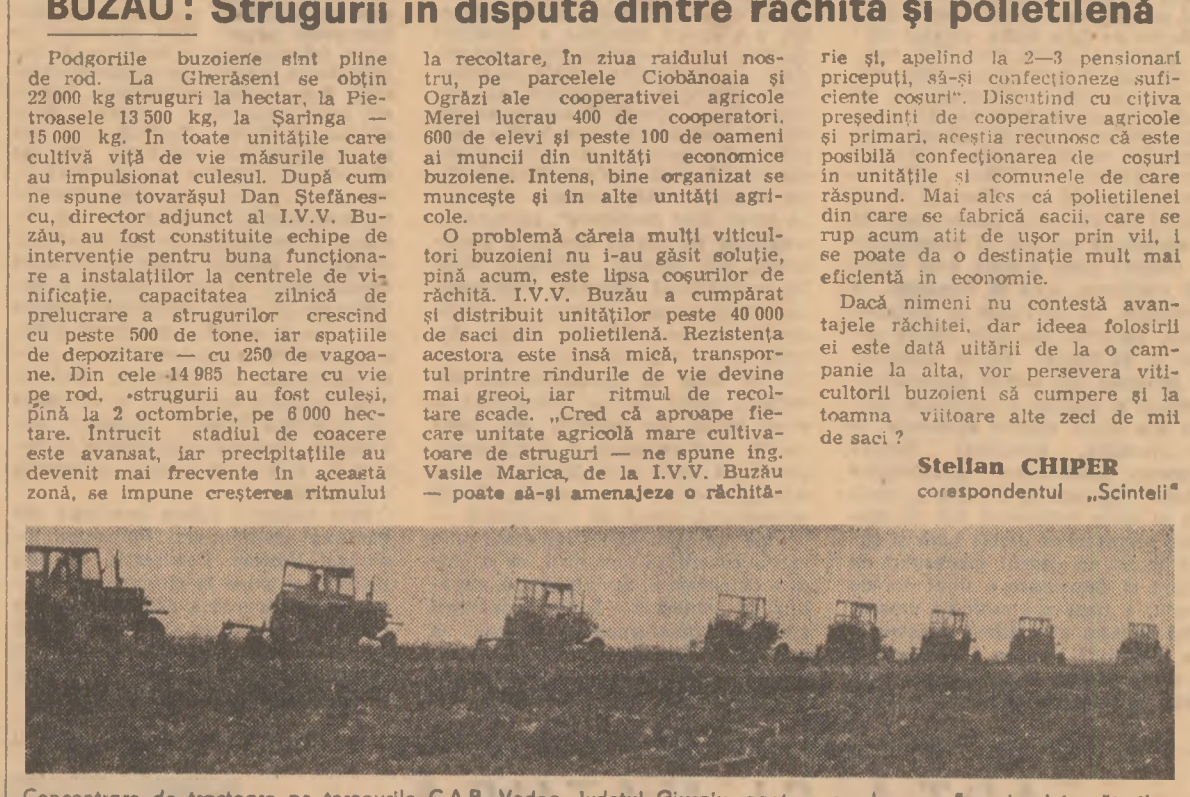 BUZĂU: Strugurii în disputa dintre răchită și polietilenă
Podgoriile buzoiene sînt pline
de rod. La Gherăseni se obțin
22 000 kg struguri la hectar, la Pie-
troasele 13 500 kg, la Șarînga —
15 000 kg. În toate unitățile care
cultivă viță de vie măsurile luate
au impulsionat culesul. După cum
ne spune tovarășul Dan Ștefănes-
cu, director adjunct al I.V.V. Bu-
zău, au fost constituite echipe de
intervenție pentru buna funcționa-
re a instalațiilor la centrele de vi-
nificație, capacitatea zilnică de
prelucrare a strugurilor crescînd
cu peste 500 de tone, iar spațiile
de depozitare — cu 250 de vagoa-
ne. Din cele 14 985 hectare cu vie
pe rod, strugurii au fost culeși,
pînă la 2 octombrie, pe 6 000 hec-
tare. Întrucît stadiul de coacere
este avansat, iar precipitațiile au
devenit mai frecvente în această
zonă, se impune creșterea ritmului
la recoltare. În ziua raidului nos-
tru, pe parcelele Ciobănoaia și
Ogrăzi ale cooperativei agricole
Merei lucrau 400 de cooperatori,
600 de elevi și peste 100 de oameni
ai muncii din unități economice
buzoiene. Intens, bine organizat se
muncește și în alte unități agri-
cole.
O problemă căreia mulți viticul-
tori buzoieni nu i-au găsit soluție,
pînă acum, este lipsa coșurilor de
răchită. I.V.V. Buzău a cumpărat
și distribuit unităților peste 40 000
de saci din polietilenă. Rezistența
acestora este însă mică, transpor-
tul printre rîndurile de vie devine
mai greoi, iar ritmul de recol-
tare scade. „Cred că aproape fie-
care unitate agricolă mare cultiva-
toare de struguri — ne spune ing.
Vasile Marica, de la I.V.V. Buzău
— poate să-și amenajeze o răchită-
rie și, apelînd la 2—3 pensionari
pricepuți, să-și confecționeze sufi-
ciente coșuri“. Discutînd cu cîțiva
președinți de cooperative agricole
și primari, aceștia recunosc că este
posibilă confecționarea de coșuri
în unitățile și comunele de care
răspund. Mai ales că polietilenei
din care se fabrică sacii, care se
rup acum atît de ușor prin vii, i
se poate da o destinație mult mai
eficientă în economie.
Dacă nimeni nu contestă avan-
tajele răchitei, dar ideea folosirii
ei este dată uitării de la o cam-
panie la alta, vor persevera viti-
cultorii buzoieni să cumpere și la
toamna viitoare alte zeci de mii
de saci ?
Stelian CHIPER
corespondentul „Scînteii“